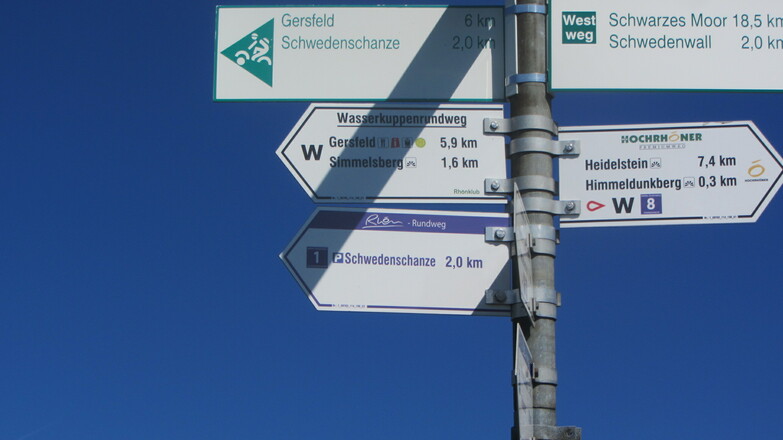 Gersfeld 6 km
Schwedenschanze 2,0 km
West
weg
Schwarzes Moor 18,5 km
Schwedenwall 2,0 km
Wasserkuppenrundweg
W
Gersfeld 5,9 km
Simmelsberg 1,6 km
Rhönklub
HOCHRHÖNER
Heidelstein 7,4 km
Himmeldunkberg 0,3 km
W 8
Rhön - Rundweg
1 P Schwedenschanze 2,0 km